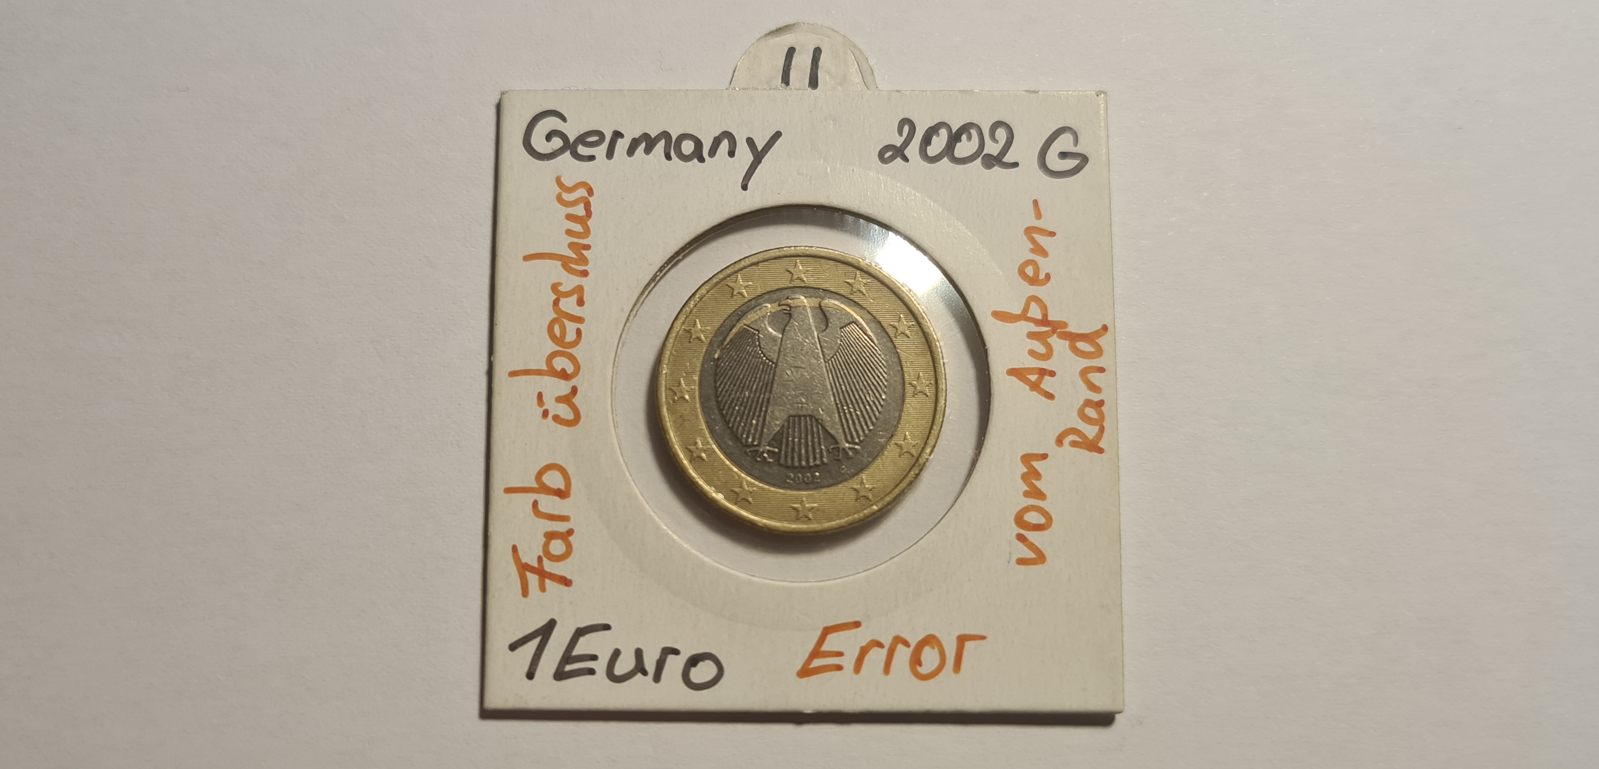 11
Germany 2002 G
Farb überschuss
vom Außen-
Rand
2002
1Euro Error